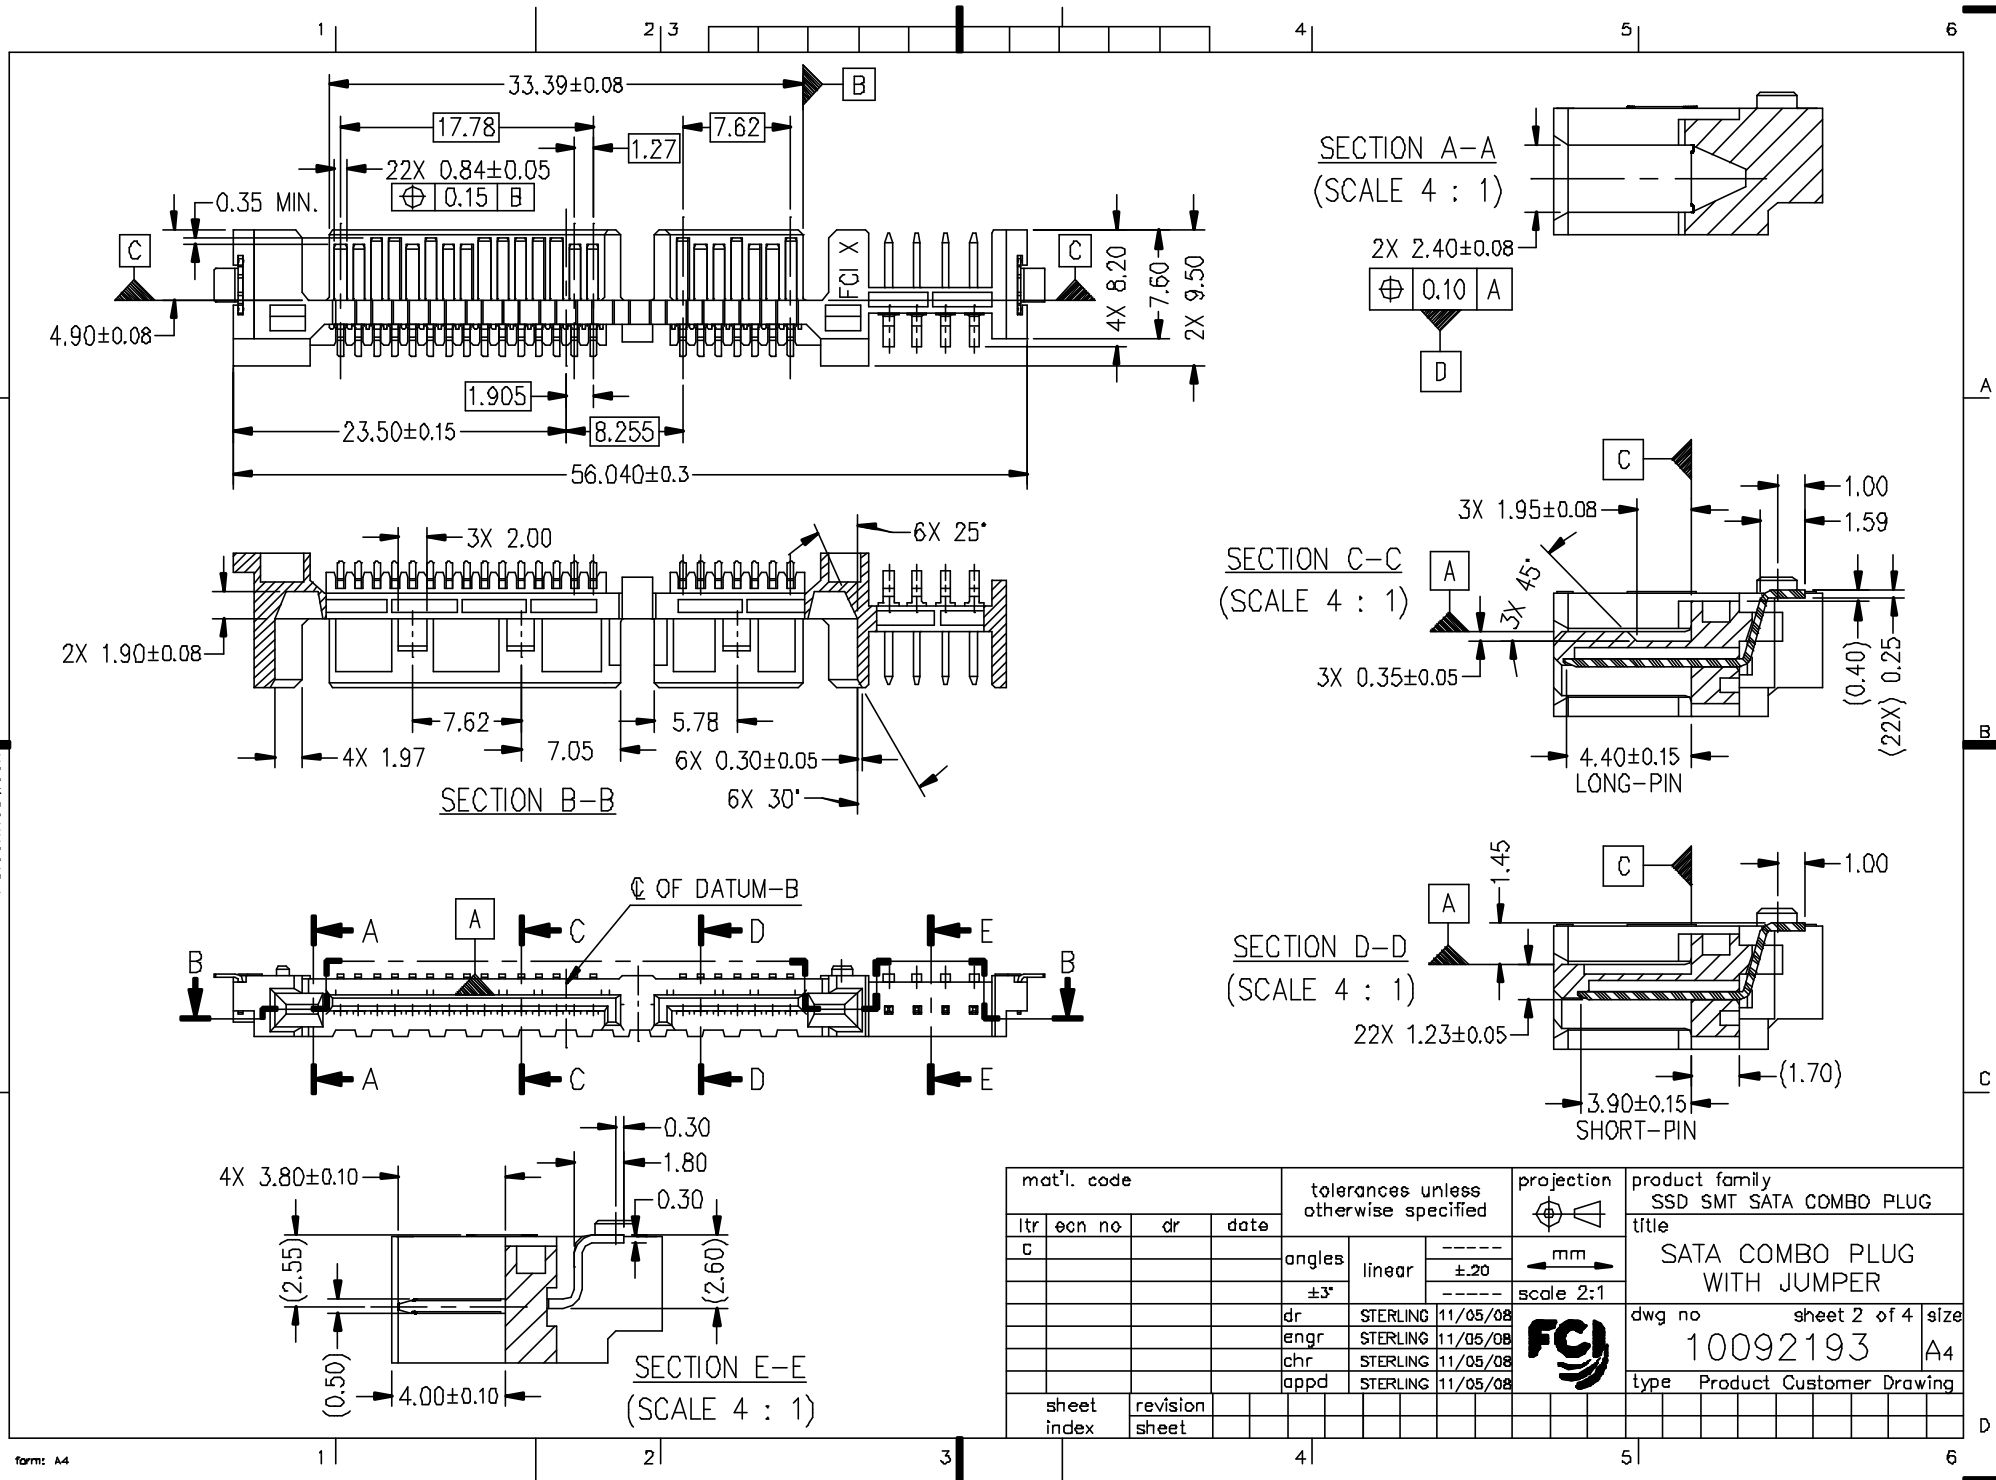 1
2
3
4
5
6
33.39±0.08
B
17.78
7.62
1.27
22X 0.84±0.05
0.15 B
0.35 MIN.
C
C
FCI X
4X 8.20
7.60
2X 9.50
4.90±0.08
1.905
23.50±0.15
8.255
56.040±0.3
SECTION A-A
(SCALE 4 : 1)
2X 2.40±0.08
0.10 A
D
A
3X 2.00
6X 25°
2X 1.90±0.08
7.62
5.78
4X 1.97
7.05
6X 0.30±0.05
6X 30°
SECTION B-B
C
1.00
3X 1.95±0.08
1.59
SECTION C-C
(SCALE 4 : 1)
A
3X 45°
3X 0.35±0.05
(0.40)
(22X) 0.25
4.40±0.15
LONG-PIN
B
℄ OF DATUM-B
A
A
C
D
E
B
B
A
C
D
E
1.45
C
1.00
A
SECTION D-D
(SCALE 4 : 1)
22X 1.23±0.05
(1.70)
3.90±0.15
SHORT-PIN
C
0.30
4X 3.80±0.10
1.80
0.30
(2.55)
(2.60)
(0.50)
4.00±0.10
SECTION E-E
(SCALE 4 : 1)
mat'l. code
tolerances unless
otherwise specified
projection
product family
SSD SMT SATA COMBO PLUG
ltr ecn no dr date
title
SATA COMBO PLUG
WITH JUMPER
C
angles
linear
-----
±.20
-----
±3°
mm
scale 2:1
dr STERLING 11/05/08
engr STERLING 11/05/08
chr STERLING 11/05/08
appd STERLING 11/05/08
FCI
dwg no sheet 2 of 4 size
10092193 A4
type Product Customer Drawing
sheet
index
revision
sheet
D
form: A4
1
2
3
4
5
6